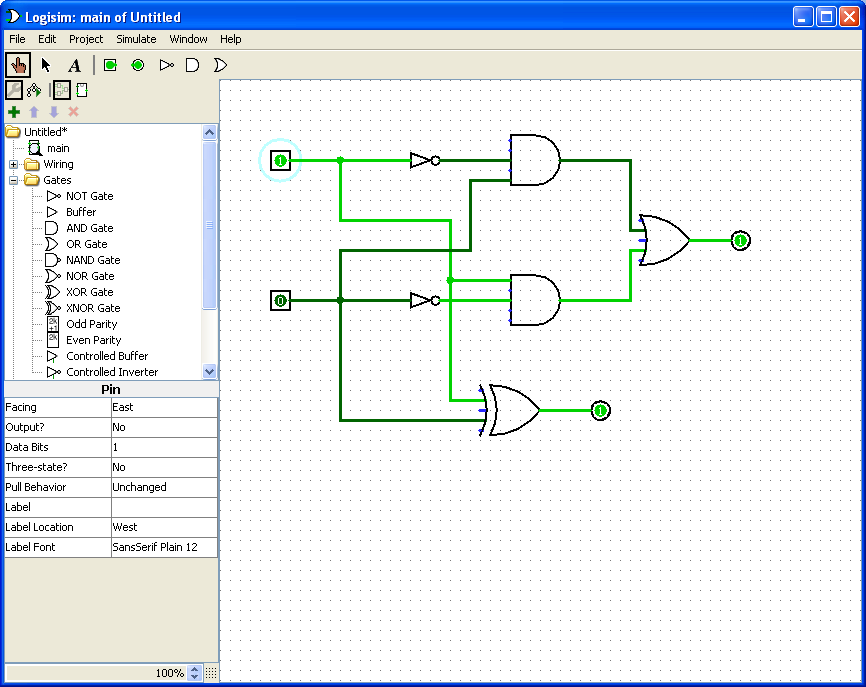 Logisim: main of Untitled
File Edit Project Simulate Window Help
A
Untitled*
main
Wiring
Gates
NOT Gate
Buffer
AND Gate
OR Gate
NAND Gate
NOR Gate
XOR Gate
XNOR Gate
2k+1 Odd Parity
2k Even Parity
Controlled Buffer
Controlled Inverter
Pin
Facing East
Output? No
Data Bits 1
Three-state? No
Pull Behavior Unchanged
Label
Label Location West
Label Font SansSerif Plain 12
100%
1
1
0
1